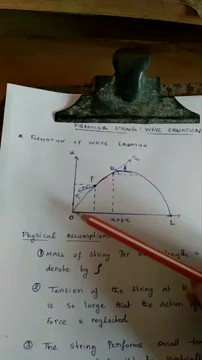 VIBRATING STRING: WAVE EQUATION
* FORMATION OF WAVE EQUATION
u
P
Q
T₂
O
x
x+δx
L
Physical Assumptions
① Mass of string per length is
denote by ρ
② Tension of the string at
is so large that the action of
force is neglected
③ The string performs small